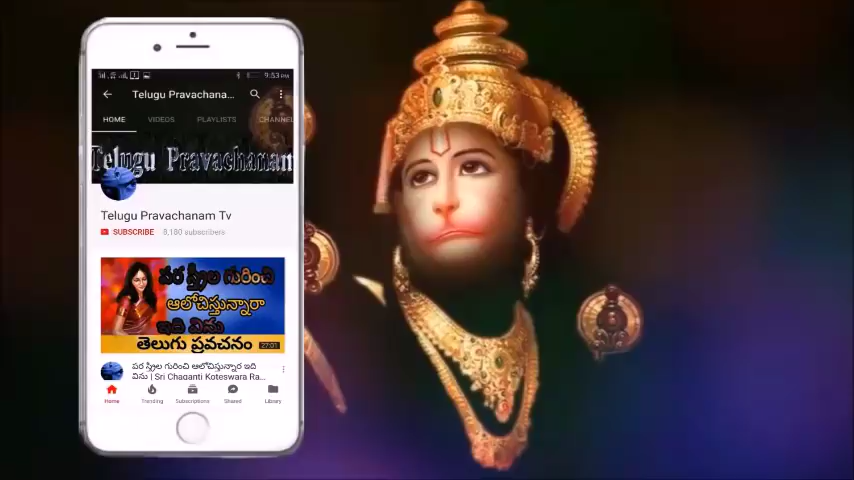 9:53 PM
Telugu Pravachana...
HOME VIDEOS PLAYLISTS CHANNEL
Telugu Pravachanam
Telugu Pravachanam Tv
SUBSCRIBE 8,180 subscribers
పర స్త్రీల గురించి
ఆలోచిస్తున్నారా
ఇది విను
తెలుగు ప్రవచనం 27:01
పర స్త్రీల గురించి ఆలోచిస్తున్నార ఇది
విను | Sri Chaganti Koteswara Ra...
Home Trending Subscriptions Shared Library